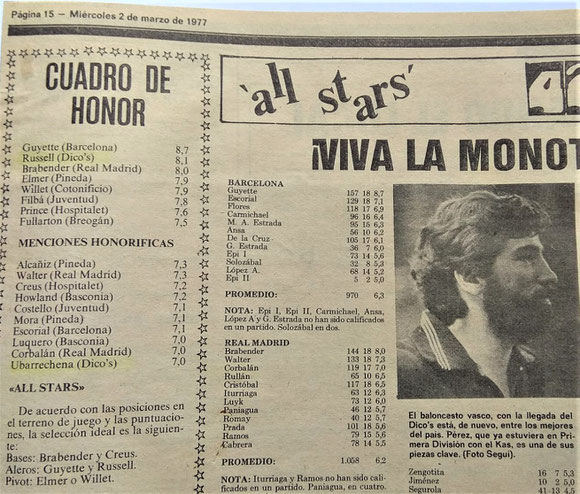 Página 15 — Miércoles 2 de marzo de 1977
CUADRO DE
HONOR
Guyette (Barcelona) 8,7
Russell (Dico's) 8,1
Brabender (Real Madrid) 8,0
Elmer (Pineda) 7,9
Willet (Cotonificio) 7,9
Filbá (Juventud) 7,8
Prince (Hospitalet) 7,6
Fullarton (Breogán) 7,5
MENCIONES HONORIFICAS
Alcañiz (Pineda) 7,3
Walter (Real Madrid) 7,3
Creus (Hospitalet) 7,2
Howland (Basconia) 7,2
Costello (Juventud) 7,1
Mora (Pineda) 7,1
Escorial (Barcelona) 7,1
Luquero (Basconia) 7,0
Corbalán (Real Madrid) 7,0
Ubarrechena (Dico's) 7,0
«ALL STARS»
De acuerdo con las posiciones en
el terreno de juego y las puntuacio-
nes, la selección ideal es la siguien-
te:
Bases: Brabender y Creus.
Aleros: Guyette y Russell.
Pivot: Elmer o Willet.
'all stars'
¡VIVA LA MONOT
BARCELONA
Guyette 157 18 8,7
Escorial 129 18 7,1
Flores 118 17 6,9
Carmichael 96 16 6,4
M. A. Estrada 95 15 6,3
Ansa 56 10 6,2
De la Cruz 105 17 6,1
G. Estrada 36 7 6,0
Epi I 73 14 5,6
Solozábal 32 8 5,3
López A. 68 14 5,2
Epi II 5 2 5,0
PROMEDIO: 970 6,3
NOTA: Epi I, Epi II, Carmichael, Ansa,
López A y G. Estrada no han sido calificados
en un partido. Solozábal en dos.
REAL MADRID
Brabender 144 18 8,0
Walter 133 18 7,3
Corbalán 119 17 7,0
Rullán 65 10 6,5
Cristóbal 117 18 6,5
Iturriaga 63 12 6,0
Luyk 73 12 6,0
Paniagua 46 12 5,7
Romay 40 12 5,7
Prada 101 18 5,6
Ramos 79 15 5,6
Cabrera 78 14 5,5
PROMEDIO: 1.058 6,2
NOTA: Iturriaga y Ramos no han sido
calificados en un partido. Paniagua, en cuatro.
El baloncesto vasco, con la llegada del
Dico's está, de nuevo, entre los mejores
del país. Pérez, que ya estuviera en Pri-
mera División con el Kas, es una de sus
piezas clave. (Foto Seguí).
Zengotita 16 7 5,3
Jiménez 10 2 5,0
Segurola 41-13 4,5